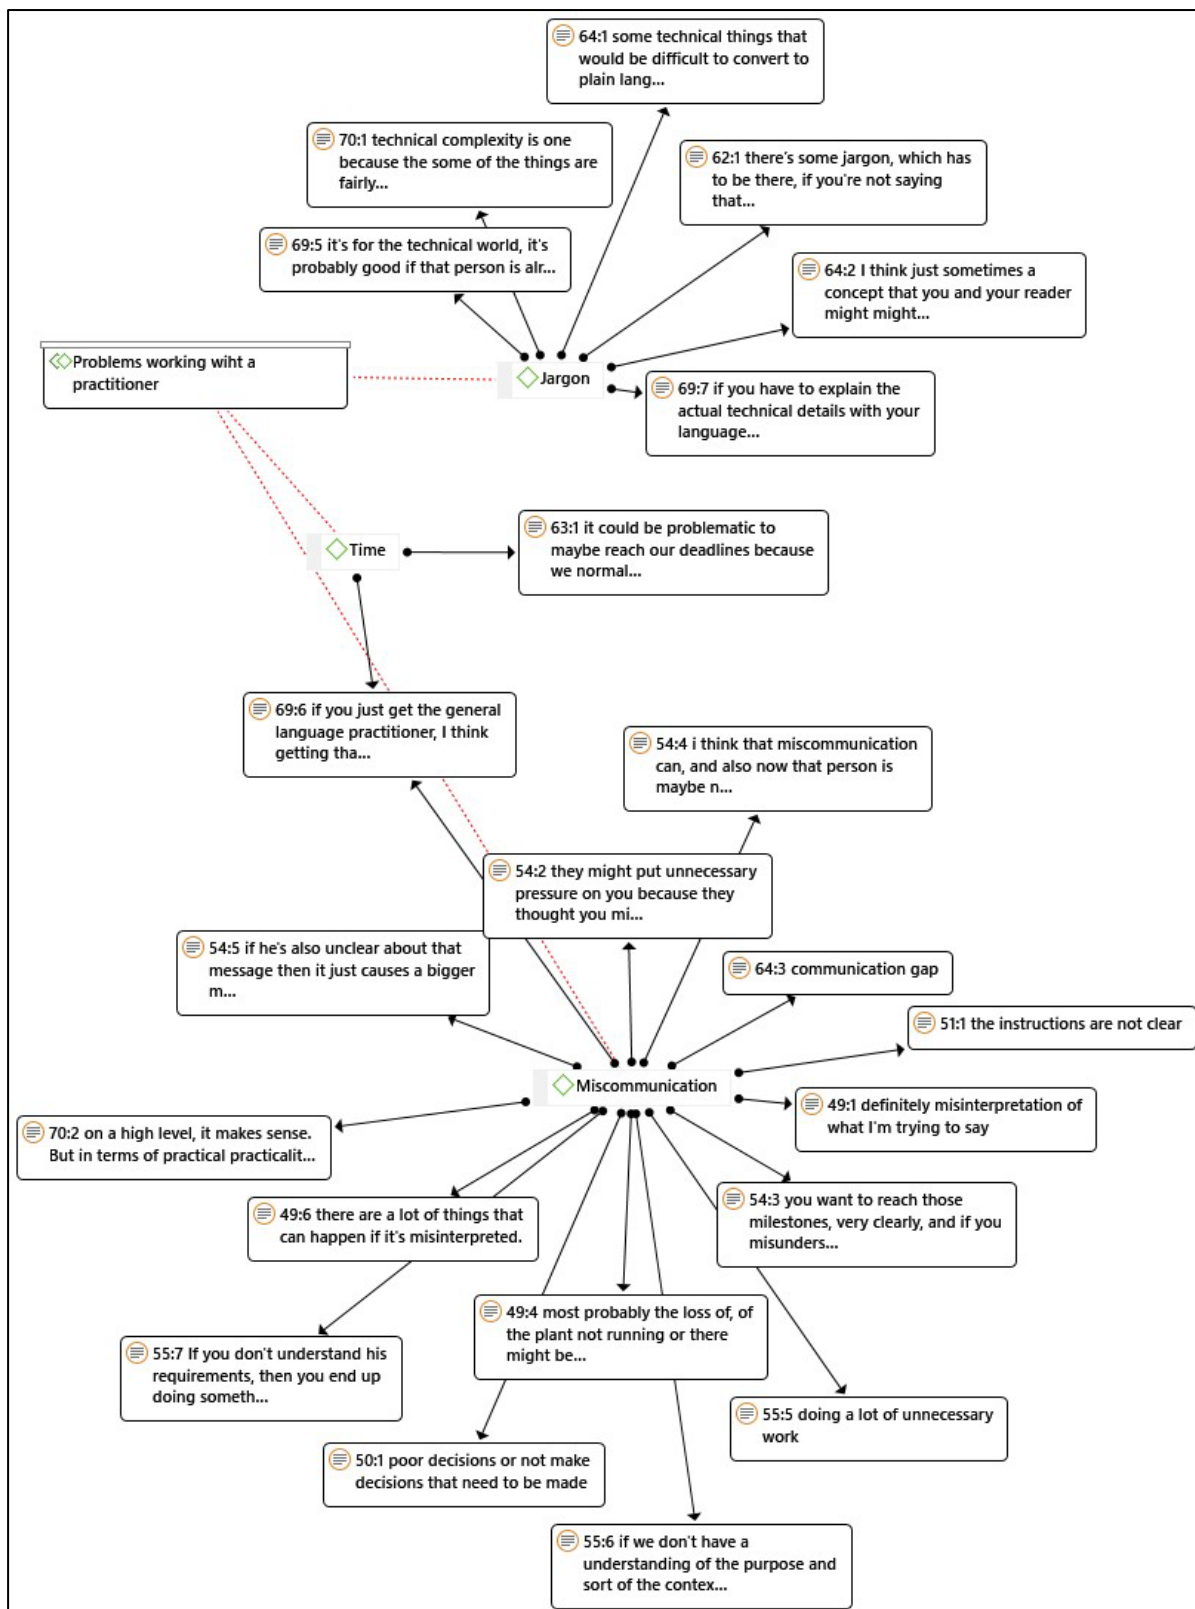 64:1 some technical things that
would be difficult to convert to
plain lang...
70:1 technical complexity is one
because the some of the things are
fairly...
62:1 there's some jargon, which has
to be there, if you're not saying
that...
69:5 it's for the technical world, it's
probably good if that person is alr...
64:2 I think just sometimes a
concept that you and your reader
might might...
Problems working wiht a
practitioner
Jargon
69:7 if you have to explain the
actual technical details with your
language...
Time
63:1 it could be problematic to
maybe reach our deadlines because
we normal...
69:6 if you just get the general
language practitioner, I think
getting tha...
54:4 i think that miscommunication
can, and also now that person is
maybe n...
54:2 they might put unnecessary
pressure on you because they
thought you mi...
54:5 if he's also unclear about that
message then it just causes a bigger
m...
64:3 communication gap
51:1 the instructions are not clear
Miscommunication
49:1 definitely misinterpretation of
what I'm trying to say
70:2 on a high level, it makes sense.
But in terms of practical practicalit...
54:3 you want to reach those
milestones, very clearly, and if you
misunders...
49:6 there are a lot of things that
can happen if it's misinterpreted.
49:4 most probably the loss of, of
the plant not running or there
might be...
55:7 If you don't understand his
requirements, then you end up
doing someth...
55:5 doing a lot of unnecessary
work
50:1 poor decisions or not make
decisions that need to be made
55:6 if we don't have a
understanding of the purpose and
sort of the contex...